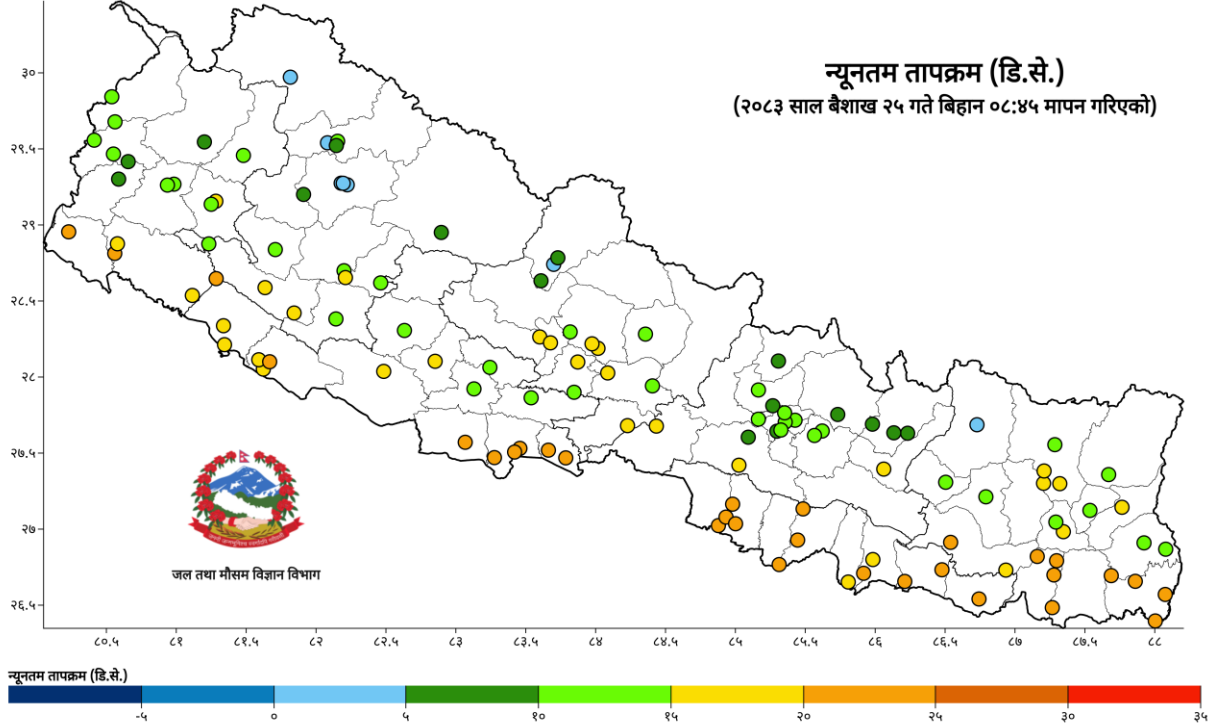 न्यूनतम तापक्रम (डि.से.)
(२०८३ साल बैशाख २५ गते बिहान ०८:४५ मापन गरिएको)
३०
२९.५
२९
२८.५
२८
२७.५
२७
२६.५
जल तथा मौसम विज्ञान विभाग
८०.५ ८१ ८१.५ ८२ ८२.५ ८३ ८३.५ ८४ ८४.५ ८५ ८५.५ ८६ ८६.५ ८७ ८७.५ ८८
न्यूनतम तापक्रम (डि.से.)
-५ ० ५ १० १५ २० २५ ३० ३५